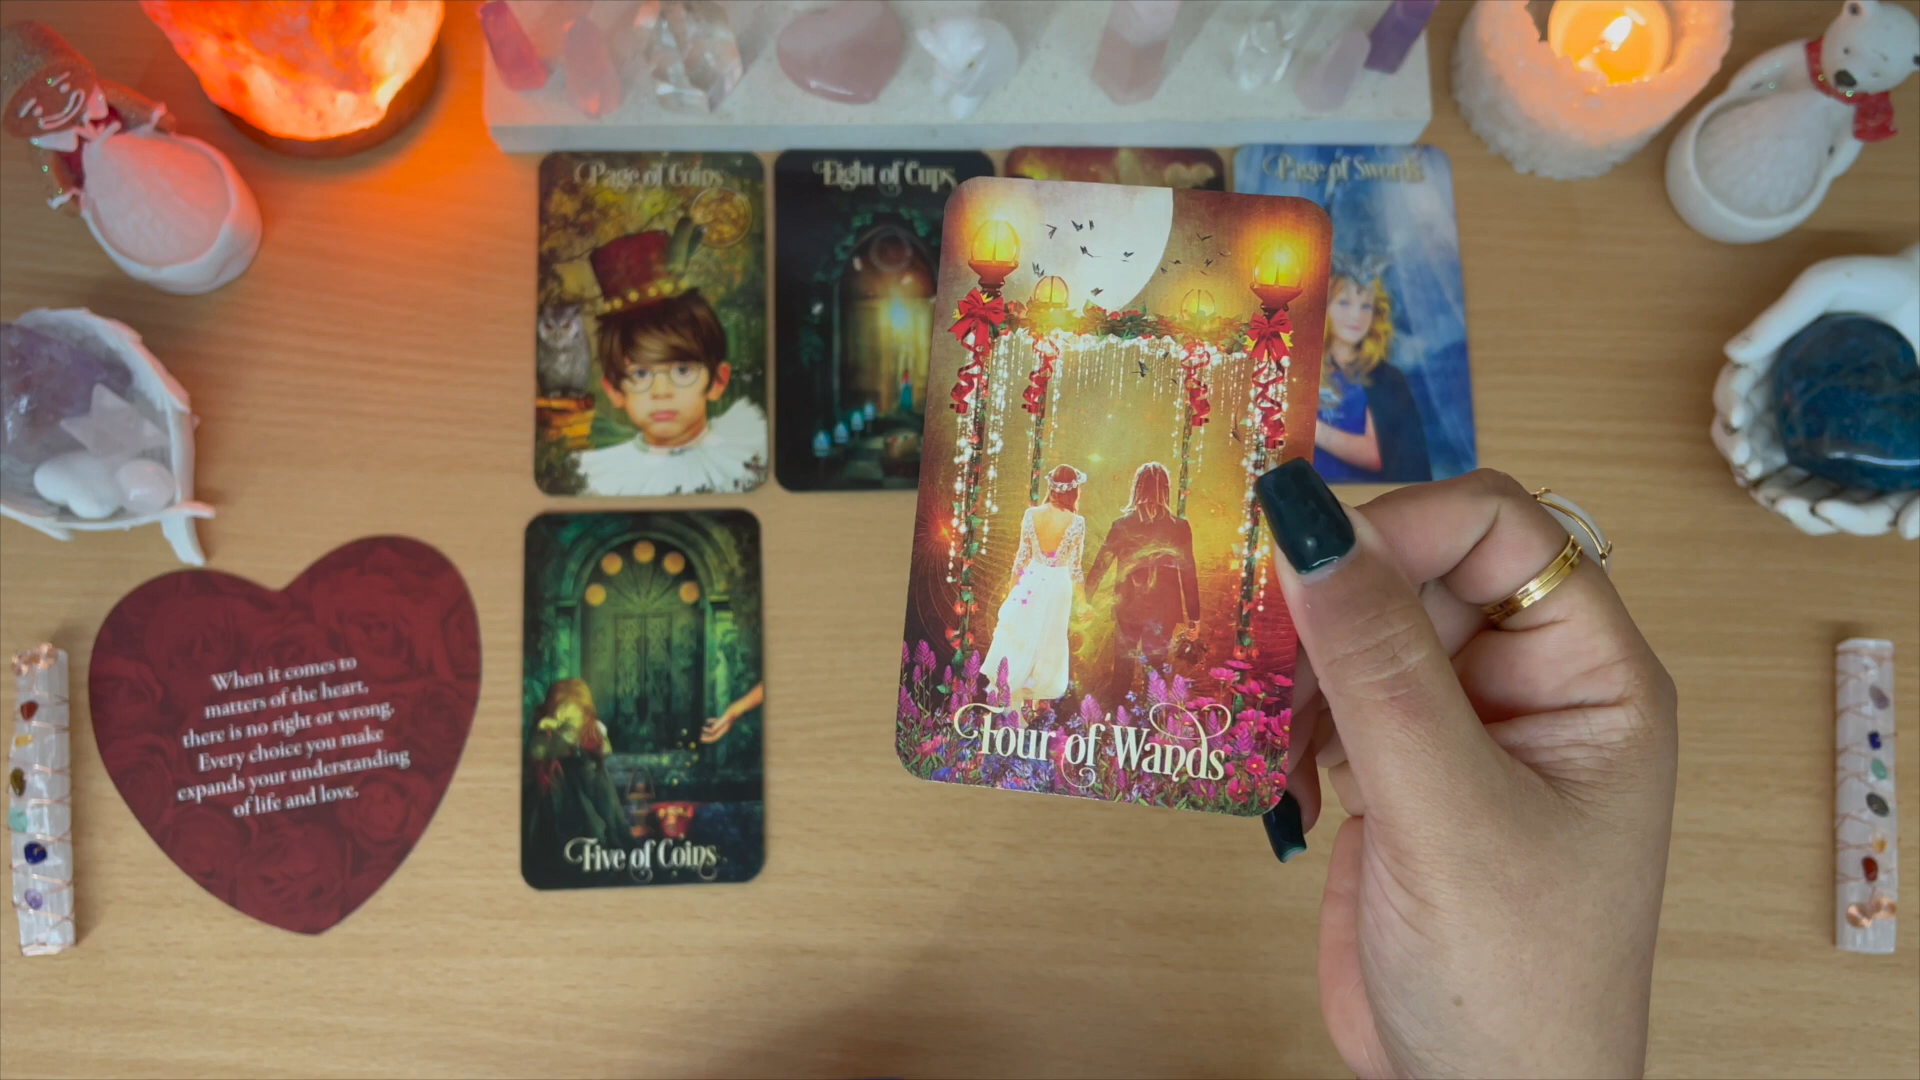 Page of Coins
Eight of Cups
Page of Swords
Four of Wands
When it comes to
matters of the heart,
there is no right or wrong.
Every choice you make
expands your understanding
of life and love.
Five of Coins